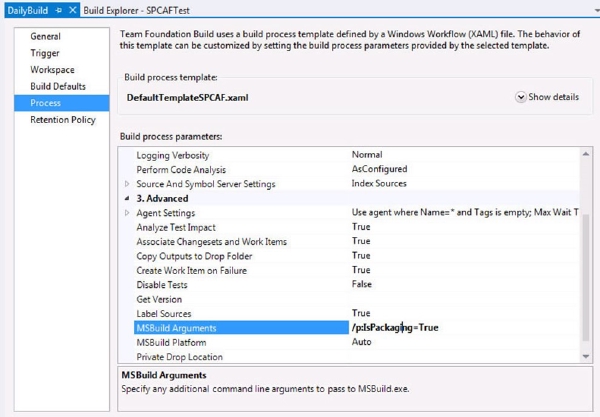 DailyBuild Build Explorer - SPCAFTest
General
Trigger
Workspace
Build Defaults
Process
Retention Policy
Team Foundation Build uses a build process template defined by a Windows Workflow (XAML) file. The behavior of
this template can be customized by setting the build process parameters provided by the selected template.
Build process template:
DefaultTemplateSPCAF.xaml Show details
Build process parameters:
Logging Verbosity Normal
Perform Code Analysis AsConfigured
Source And Symbol Server Settings Index Sources
3. Advanced
Agent Settings Use agent where Name=* and Tags is empty; Max Wait T
Analyze Test Impact True
Associate Changesets and Work Items True
Copy Outputs to Drop Folder True
Create Work Item on Failure True
Disable Tests False
Get Version
Label Sources True
MSBuild Arguments /p:IsPackaging=True
MSBuild Platform Auto
Private Drop Location
MSBuild Arguments
Specify any additional command line arguments to pass to MSBuild.exe.